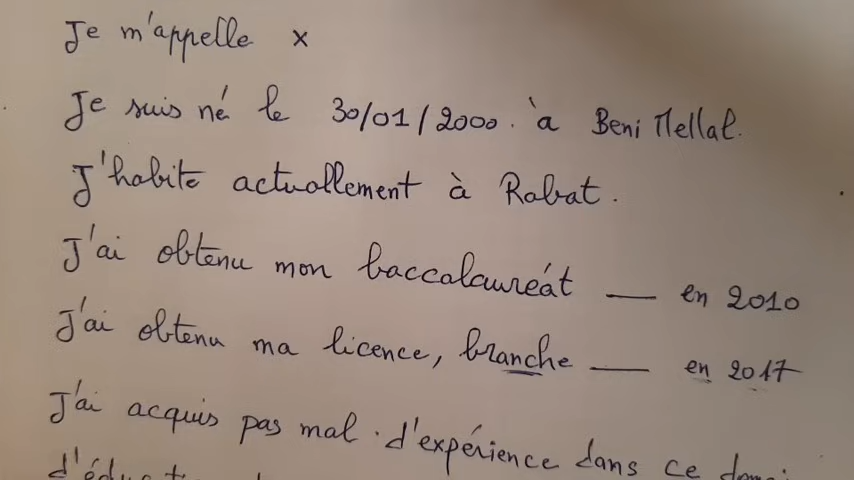 Je m'appelle x
Je suis né le 30/01/2000. à Beni Mellal.
J'habite actuellement à Rabat.
J'ai obtenu mon baccalauréat — en 2010
J'ai obtenu ma licence, branche — en 2017
J'ai acquis pas mal d'expérience dans ce